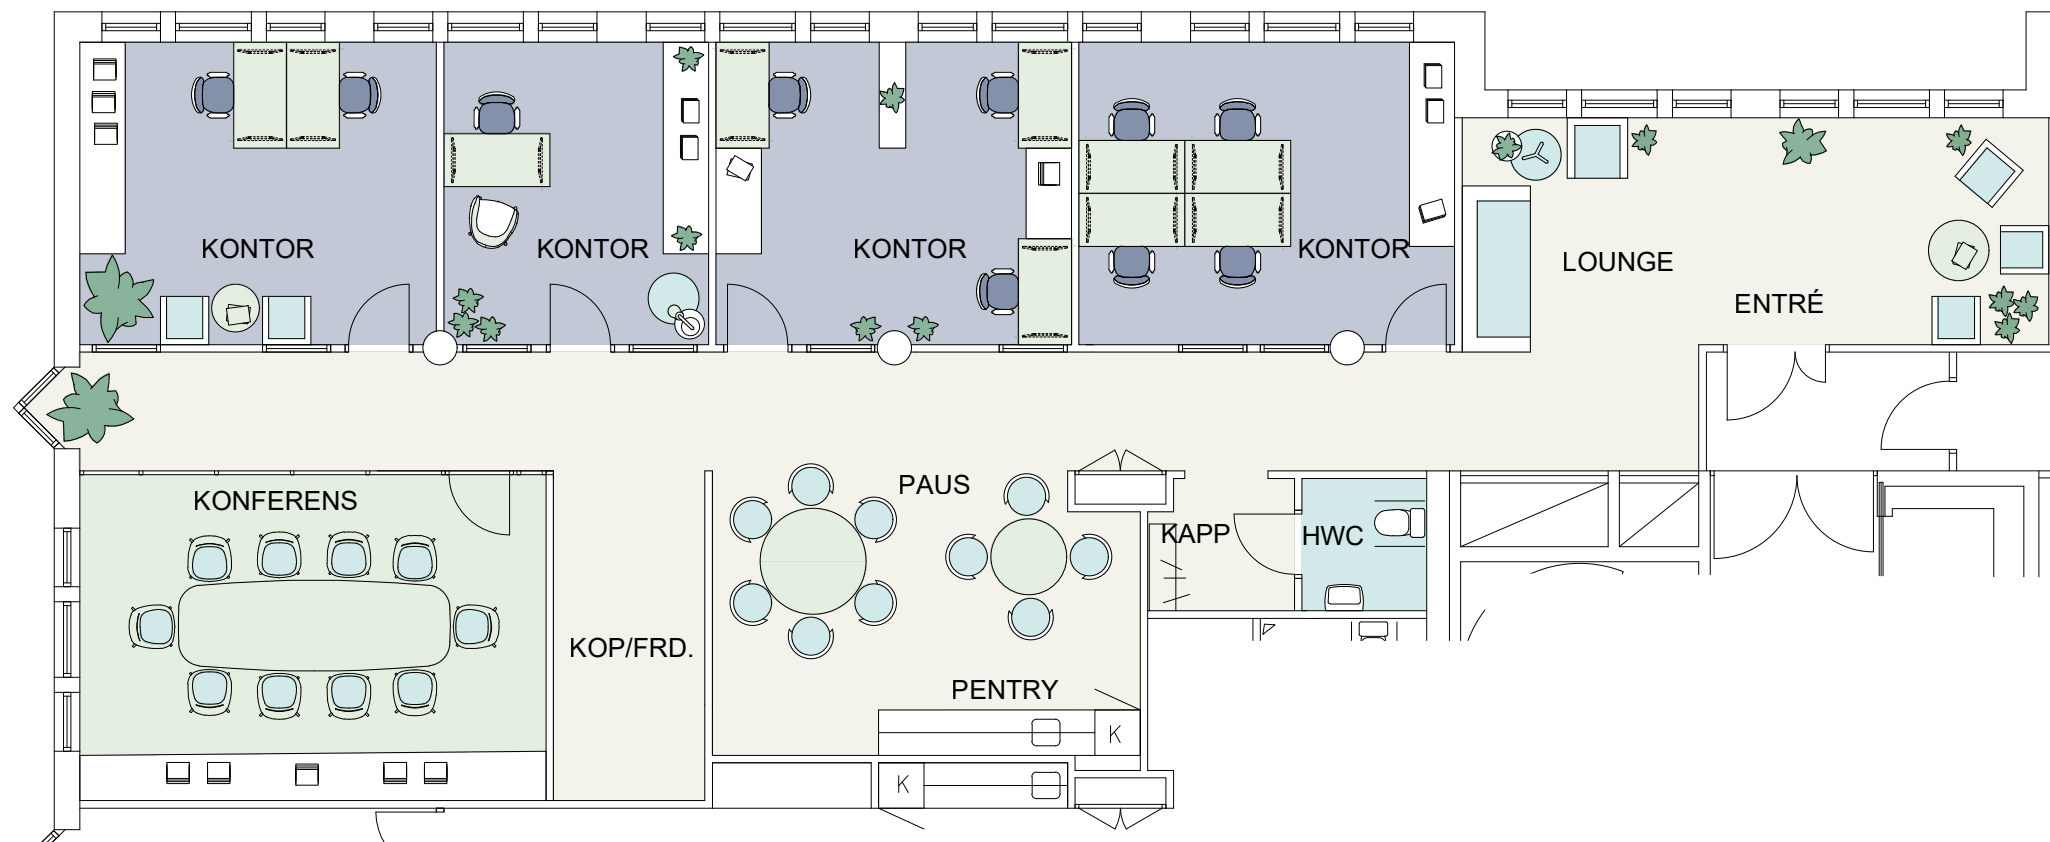 KONTOR
KONTOR
KONTOR
KONTOR
LOUNGE
ENTRÉ
KONFERENS
PAUS
KAPP
HWC
KOP/FRD.
PENTRY
K
K